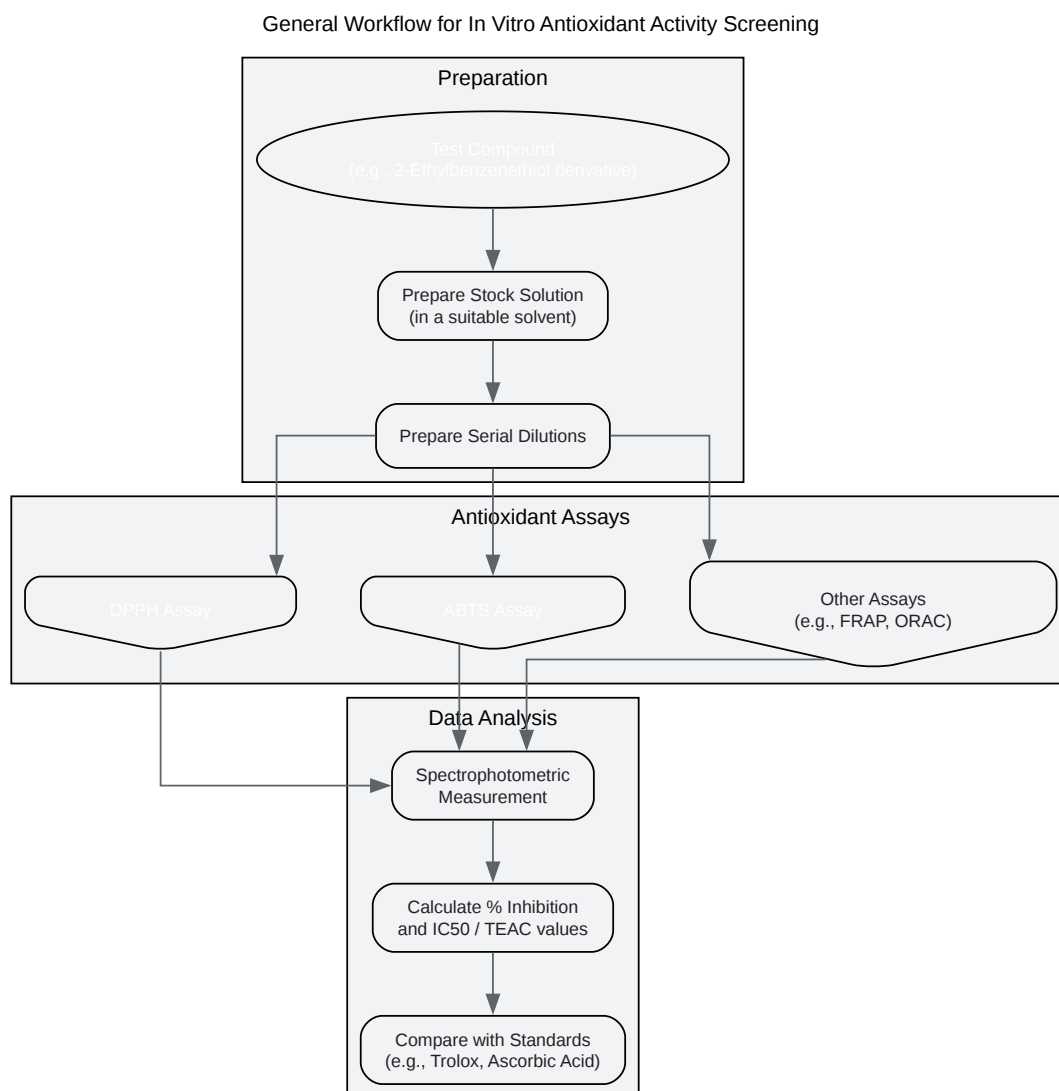 General Workflow for In Vitro Antioxidant Activity Screening
Preparation
Test Compound
(e.g., 2-Ethylbenzenethiol derivative)
Prepare Stock Solution
(in a suitable solvent)
Prepare Serial Dilutions
Antioxidant Assays
DPPH Assay
ABTS Assay
Other Assays
(e.g., FRAP, ORAC)
Data Analysis
Spectrophotometric
Measurement
Calculate % Inhibition
and IC50 / TEAC values
Compare with Standards
(e.g., Trolox, Ascorbic Acid)